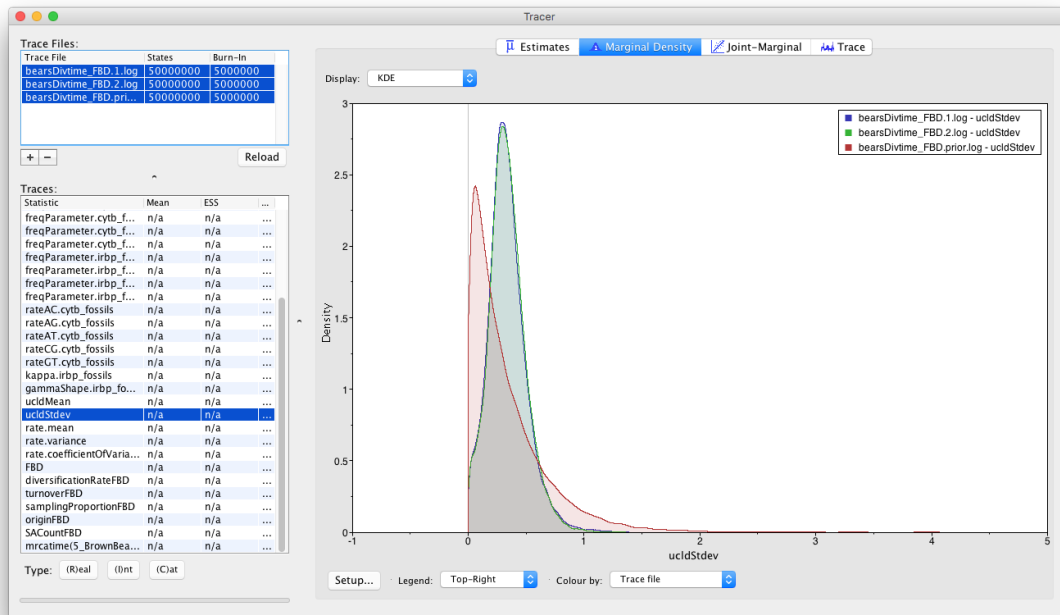 Tracer
Trace Files:
Trace File States Burn-In
bearsDivtime_FBD.1.log 50000000 5000000
bearsDivtime_FBD.2.log 50000000 5000000
bearsDivtime_FBD.pri... 50000000 5000000
+ − Reload
Traces:
Statistic Mean ESS ...
freqParameter.cytb_f... n/a n/a ...
freqParameter.cytb_f... n/a n/a ...
freqParameter.cytb_f... n/a n/a ...
freqParameter.irbp_f... n/a n/a ...
freqParameter.irbp_f... n/a n/a ...
freqParameter.irbp_f... n/a n/a ...
freqParameter.irbp_f... n/a n/a ...
rateAC.cytb_fossils n/a n/a ...
rateAG.cytb_fossils n/a n/a ...
rateAT.cytb_fossils n/a n/a ...
rateCG.cytb_fossils n/a n/a ...
rateGT.cytb_fossils n/a n/a ...
kappa.irbp_fossils n/a n/a ...
gammaShape.irbp_fo... n/a n/a ...
ucldMean n/a n/a ...
ucldStdev n/a n/a ...
rate.mean n/a n/a ...
rate.variance n/a n/a ...
rate.coefficientOfVaria... n/a n/a ...
FBD n/a n/a ...
diversificationRateFBD n/a n/a ...
turnoverFBD n/a n/a ...
samplingProportionFBD n/a n/a ...
originFBD n/a n/a ...
SACountFBD n/a n/a ...
mrcatime(5_BrownBea... n/a n/a ...
Type: (R)eal (I)nt (C)at
Estimates Marginal Density Joint-Marginal Trace
Display: KDE
bearsDivtime_FBD.1.log - ucldStdev
bearsDivtime_FBD.2.log - ucldStdev
bearsDivtime_FBD.prior.log - ucldStdev
Density
3
2.5
2
1.5
1
0.5
0
-1 0 1 2 3 4 5
ucldStdev
Setup... Legend: Top-Right Colour by: Trace file